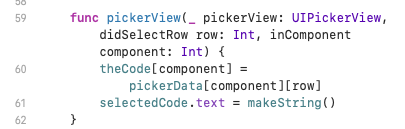 58
59 func pickerView(_ pickerView: UIPickerView,
didSelectRow row: Int, inComponent
component: Int) {
60 theCode[component] =
pickerData[component][row]
61 selectedCode.text = makeString()
62 }